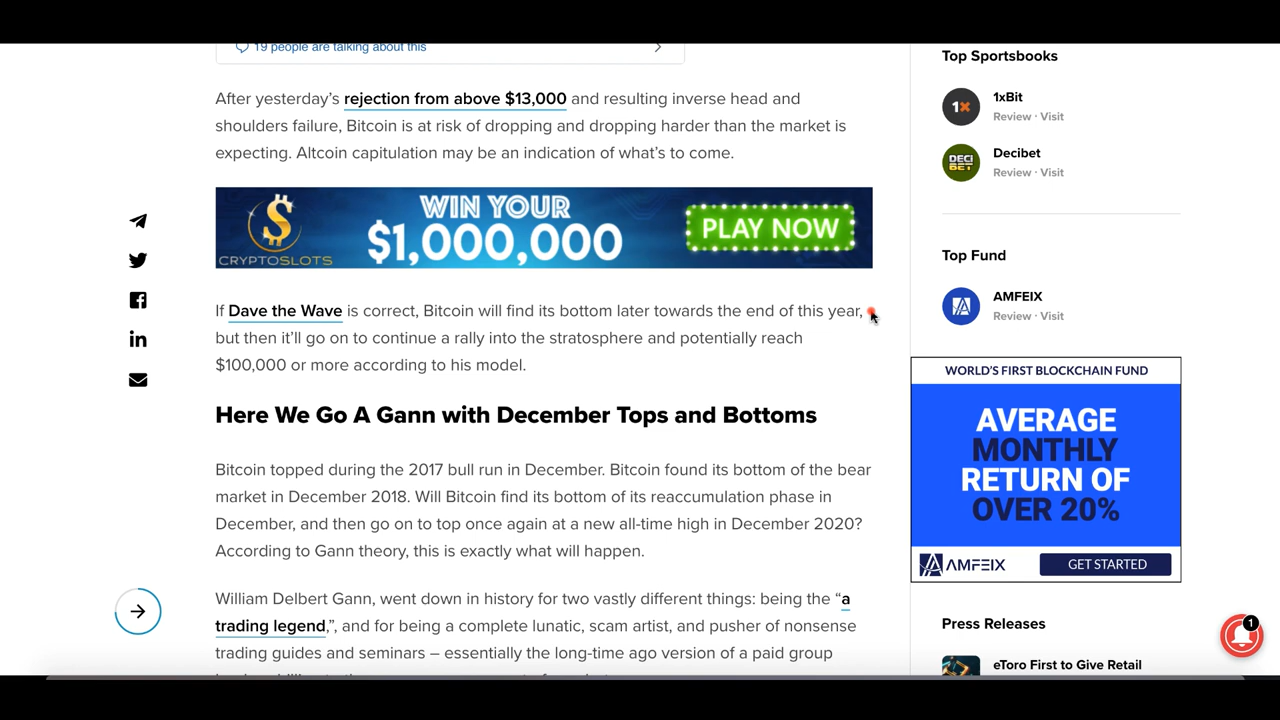 19 people are talking about this
After yesterday's rejection from above $13,000 and resulting inverse head and
shoulders failure, Bitcoin is at risk of dropping and dropping harder than the market is
expecting. Altcoin capitulation may be an indication of what's to come.
CRYPTOSLOTS
WIN YOUR
$1,000,000
PLAY NOW
If Dave the Wave is correct, Bitcoin will find its bottom later towards the end of this year,
but then it'll go on to continue a rally into the stratosphere and potentially reach
$100,000 or more according to his model.
Here We Go A Gann with December Tops and Bottoms
Bitcoin topped during the 2017 bull run in December. Bitcoin found its bottom of the bear
market in December 2018. Will Bitcoin find its bottom of its reaccumulation phase in
December, and then go on to top once again at a new all-time high in December 2020?
According to Gann theory, this is exactly what will happen.
William Delbert Gann, went down in history for two vastly different things: being the “a
trading legend,”, and for being a complete lunatic, scam artist, and pusher of nonsense
trading guides and seminars – essentially the long-time ago version of a paid group
Top Sportsbooks
1x
1xBit
Review · Visit
DECI
BET
Decibet
Review · Visit
Top Fund
AMFEIX
Review · Visit
WORLD'S FIRST BLOCKCHAIN FUND
AVERAGE
MONTHLY
RETURN OF
OVER 20%
AMFEIX
GET STARTED
Press Releases
eToro First to Give Retail
1